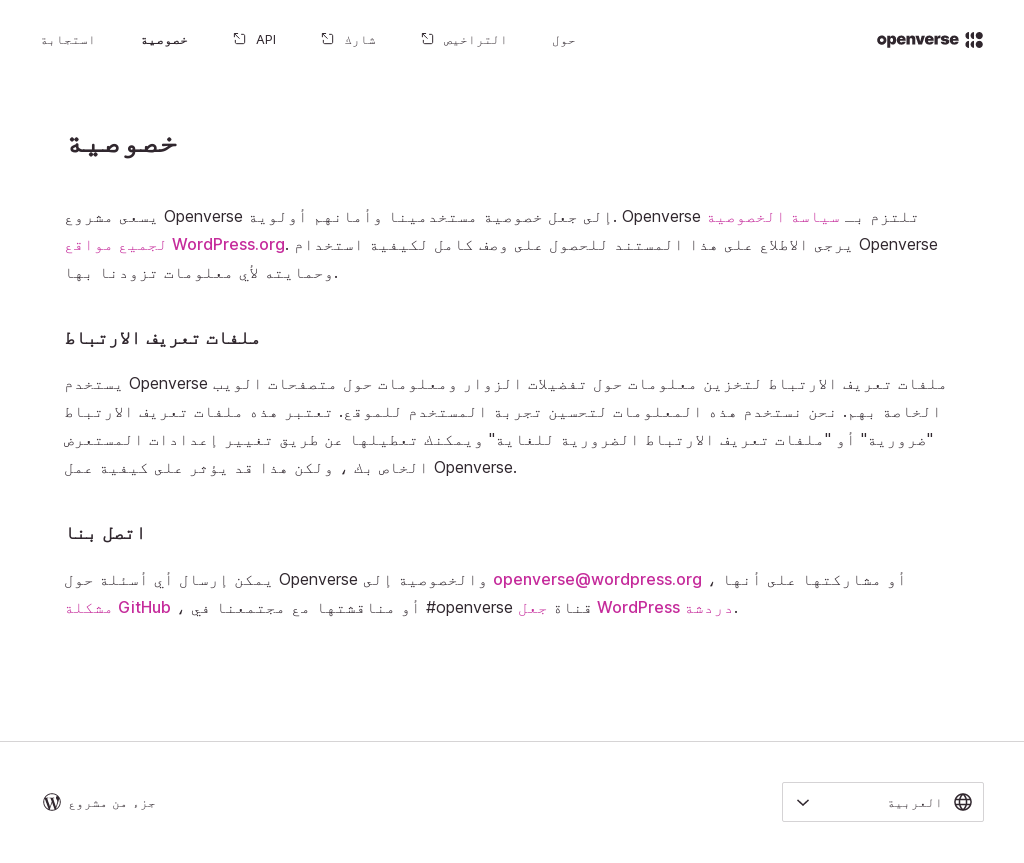 openverse
حول
التراخيص
شارك
API
خصوصية
استجابة
خصوصية
يسعى مشروع Openverse إلى جعل خصوصية مستخدمينا وأمانهم أولوية. Openverse تلتزم بـ سياسة الخصوصية
لجميع مواقع WordPress.org. يرجى الاطلاع على هذا المستند للحصول على وصف كامل لكيفية استخدام Openverse
وحمايته لأي معلومات تزودنا بها.
ملفات تعريف الارتباط
يستخدم Openverse ملفات تعريف الارتباط لتخزين معلومات حول تفضيلات الزوار ومعلومات حول متصفحات الويب
الخاصة بهم. نحن نستخدم هذه المعلومات لتحسين تجربة المستخدم للموقع. تعتبر هذه ملفات تعريف الارتباط
"ضرورية" أو "ملفات تعريف الارتباط الضرورية للغاية" ويمكنك تعطيلها عن طريق تغيير إعدادات المستعرض
الخاص بك ، ولكن هذا قد يؤثر على كيفية عمل Openverse.
اتصل بنا
يمكن إرسال أي أسئلة حول Openverse والخصوصية إلى openverse@wordpress.org ، أو مشاركتها على أنها
مشكلة GitHub ، أو مناقشتها مع مجتمعنا في #openverse قناة جعل WordPress دردشة.
العربية
جزء من مشروع